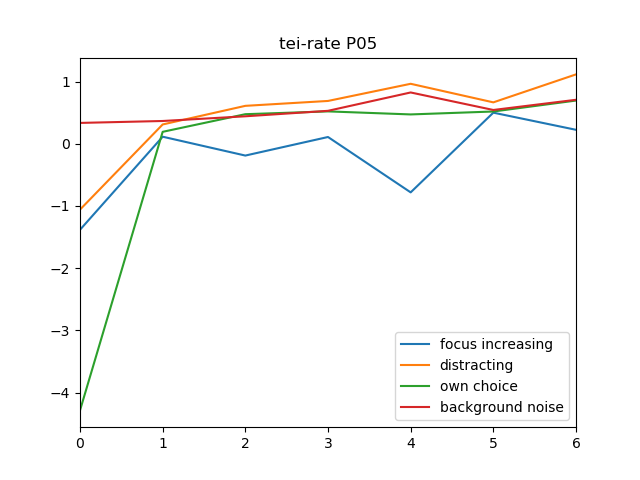 tei-rate P05
1
0
−1
−2
−3
−4
0 1 2 3 4 5 6
focus increasing
distracting
own choice
background noise